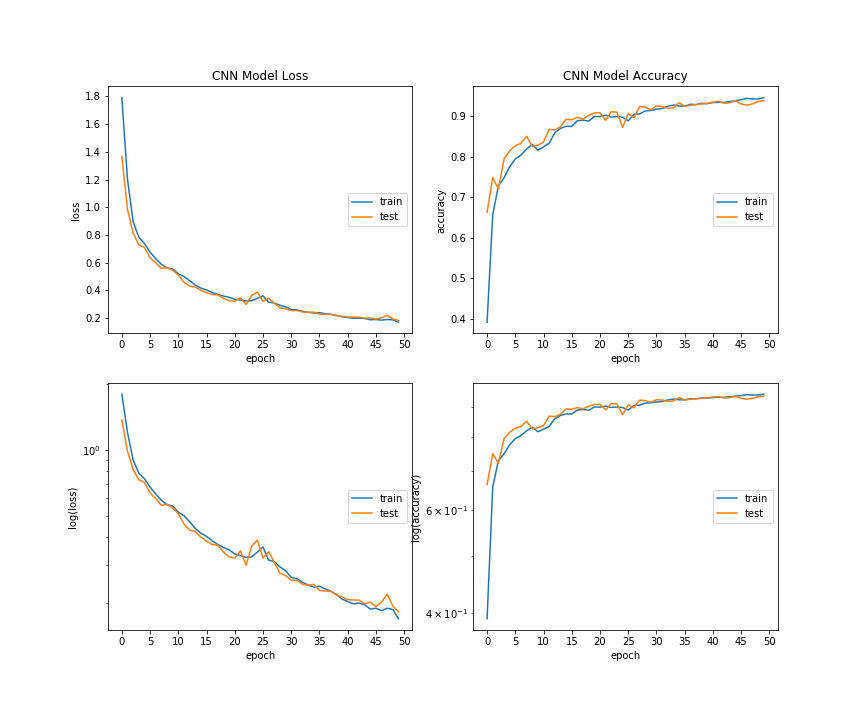 CNN Model Loss
1.8
1.6
1.4
1.2
1.0
0.8
0.6
0.4
0.2
loss
train
test
0 5 10 15 20 25 30 35 40 45 50
epoch
CNN Model Accuracy
0.9
0.8
0.7
0.6
0.5
0.4
accuracy
train
test
0 5 10 15 20 25 30 35 40 45 50
epoch
10⁰
log(loss)
train
test
0 5 10 15 20 25 30 35 40 45 50
epoch
6 × 10⁻¹
4 × 10⁻¹
log(accuracy)
train
test
0 5 10 15 20 25 30 35 40 45 50
epoch